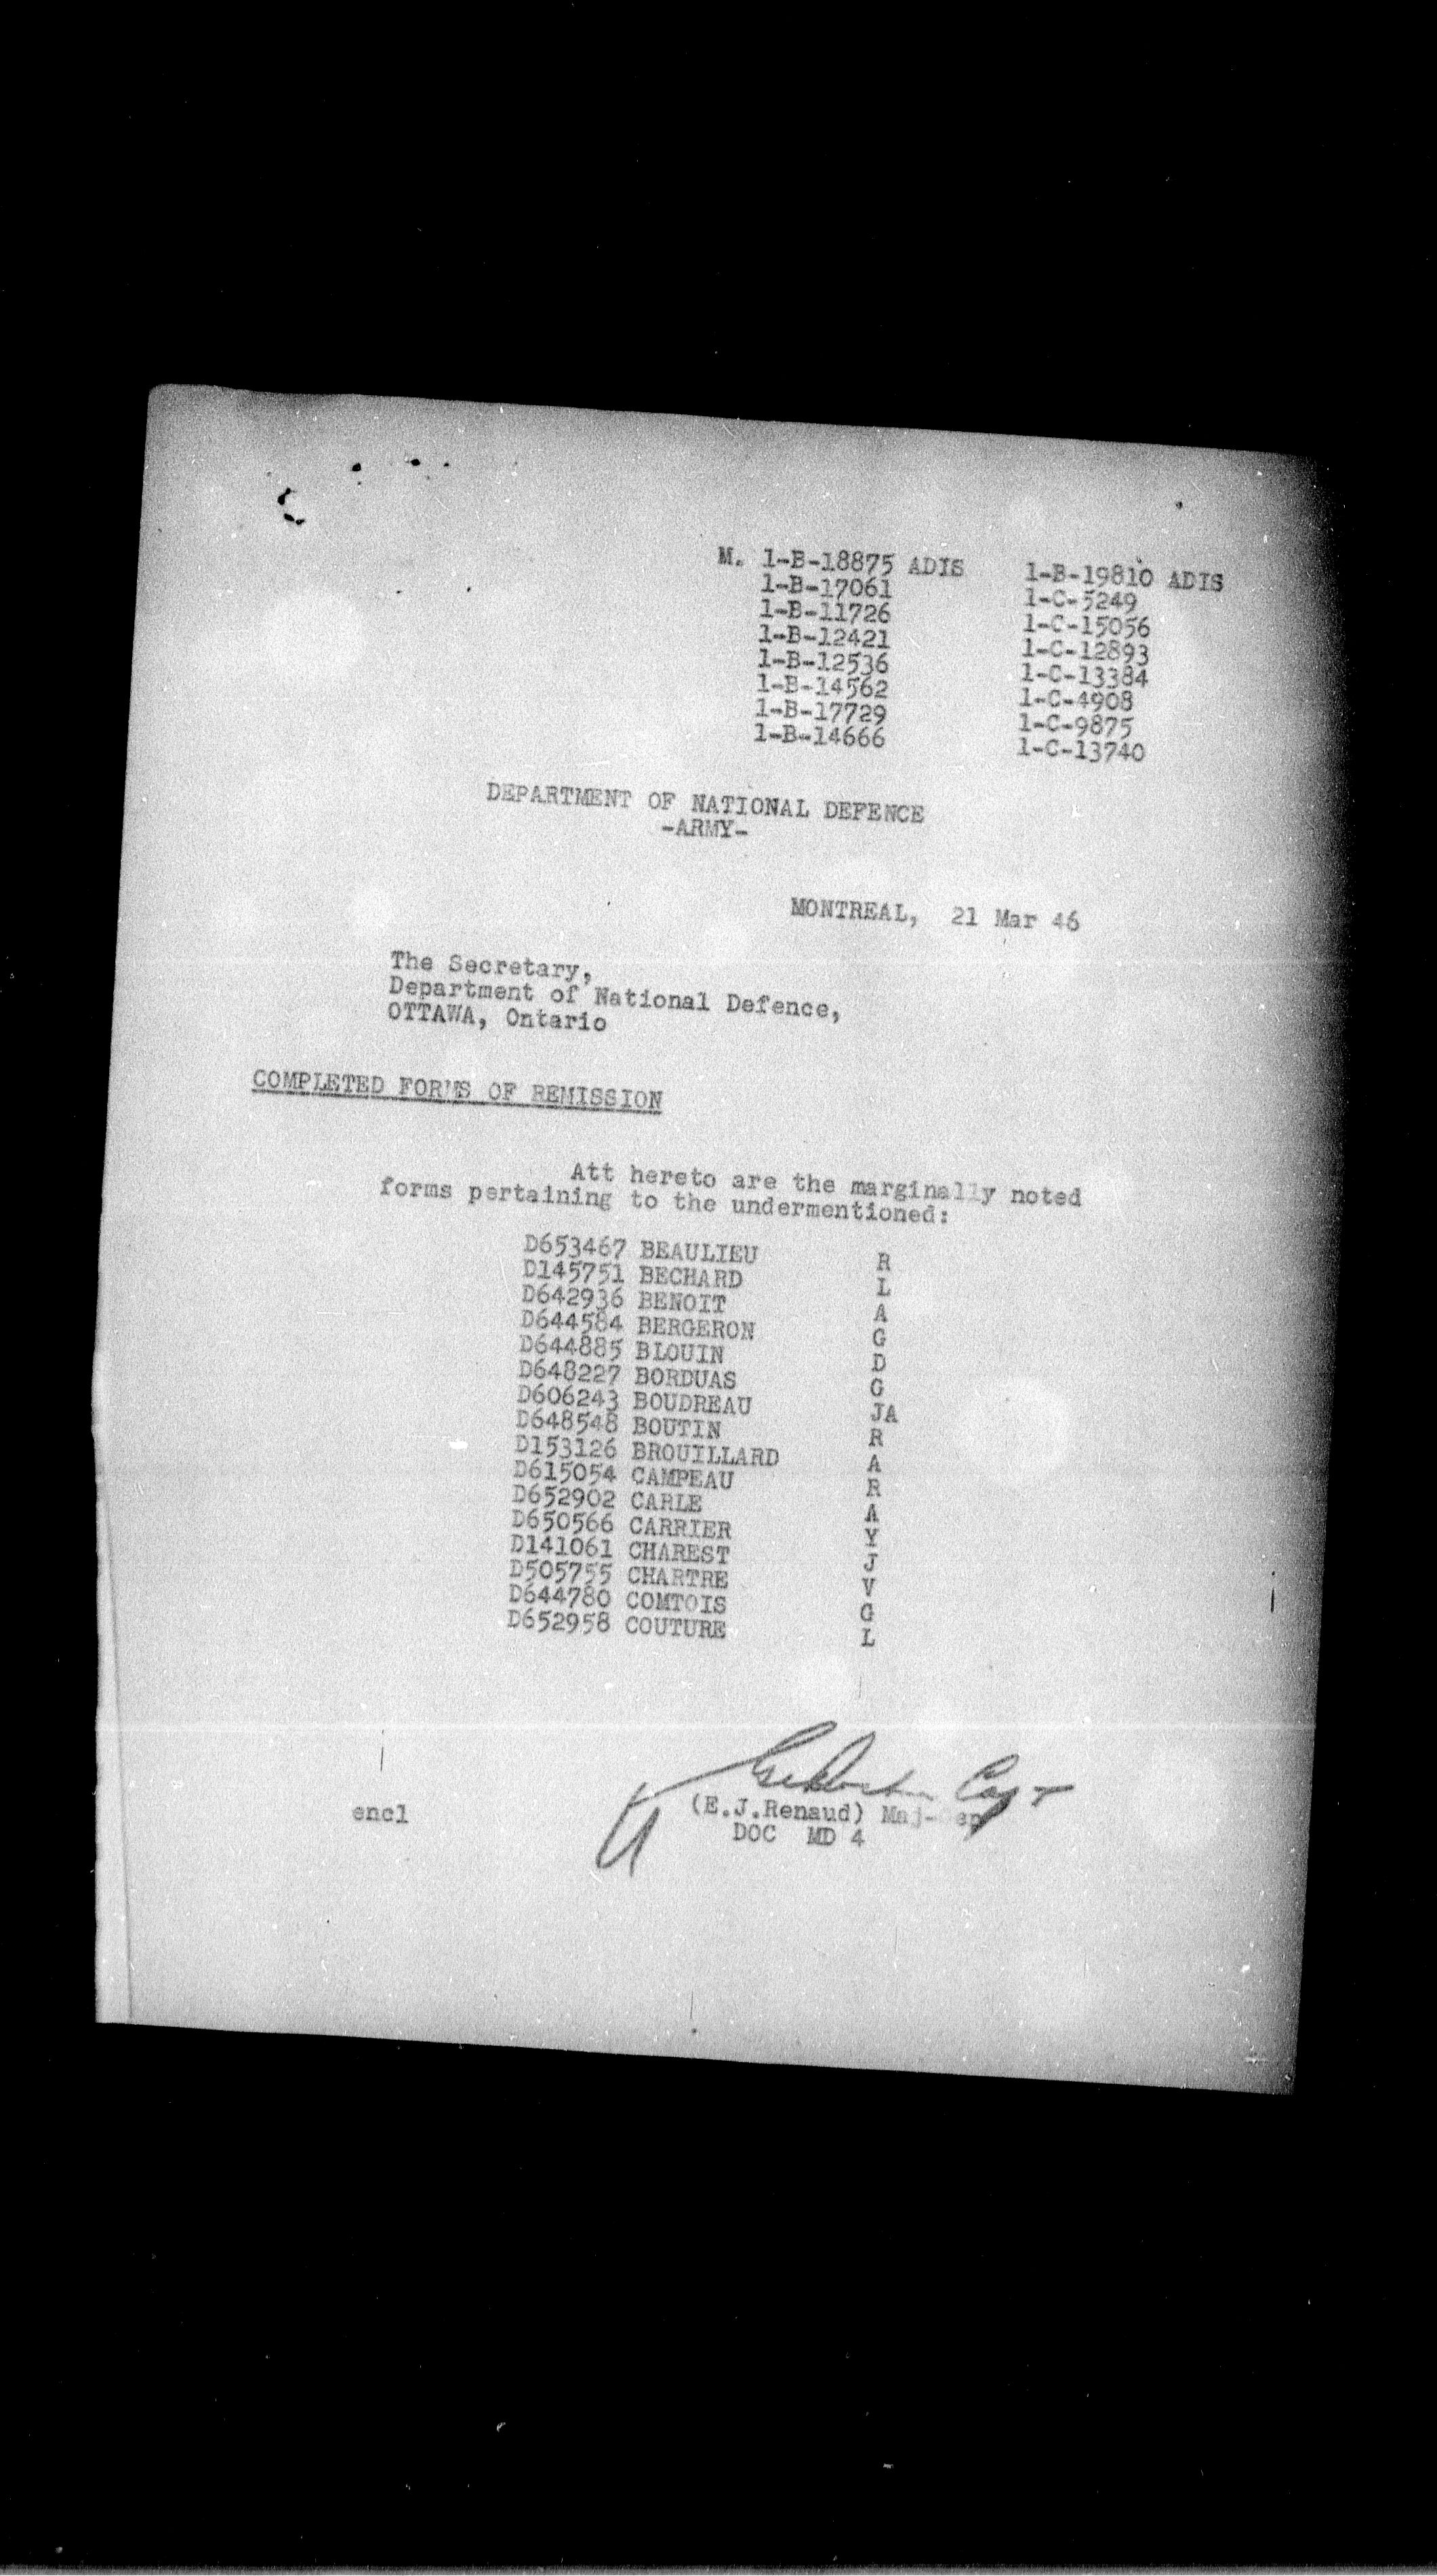 M. 1-B-18875 ADIS 1-B-19810 ADIS
1-B-17061 1-C-5249
1-B-11726 1-C-15056
1-B-12421 1-C-12893
1-B-12536 1-C-13384
1-B-14562 1-C-4908
1-B-17729 1-C-9875
1-B-14666 1-C-13740
DEPARTMENT OF NATIONAL DEFENCE
-ARMY-
MONTREAL, 21 Mar 46
The Secretary,
Department of National Defence,
OTTAWA, Ontario
COMPLETED FORMS OF REMISSION
Att hereto are the marginally noted
forms pertaining to the undermentioned:
D653467 BEAULIEU R
D145751 BECHARD L
D642936 BENOIT A
D644584 BERGERON G
D644885 BLOUIN D
D648227 BORDUAS G
D606243 BOUDREAU JA
D648548 BOUTIN R
D153126 BROUILLARD A
D615054 CAMPEAU R
D652902 CARLE A
D650566 CARRIER Y
D141061 CHAREST J
D505755 CHARTRE V
D644780 COMTOIS G
D652958 COUTURE L
Capt
encl (E.J.Renaud) Maj-Gen
DOC MD 4